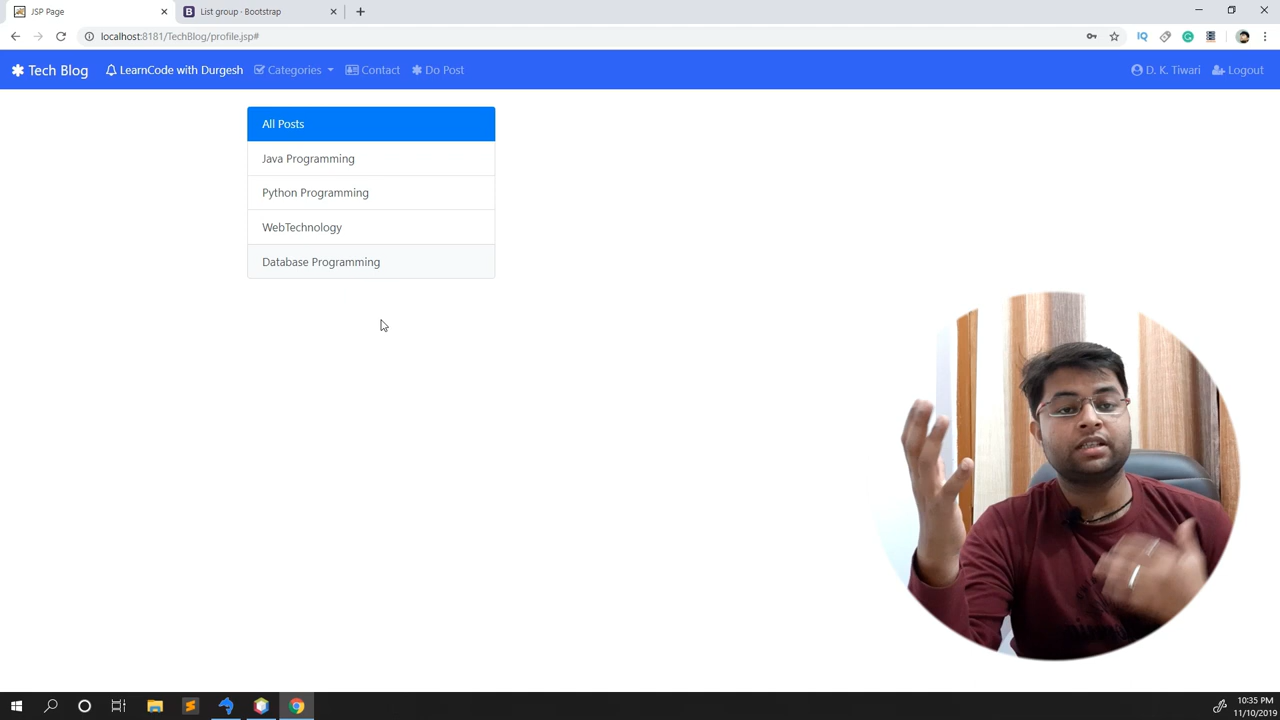 JSP Page
List group · Bootstrap
localhost:8181/TechBlog/profile.jsp#
IQ
Tech Blog
LearnCode with Durgesh
Categories
Contact
Do Post
D. K. Tiwari
Logout
All Posts
Java Programming
Python Programming
WebTechnology
Database Programming
10:35 PM
11/10/2019